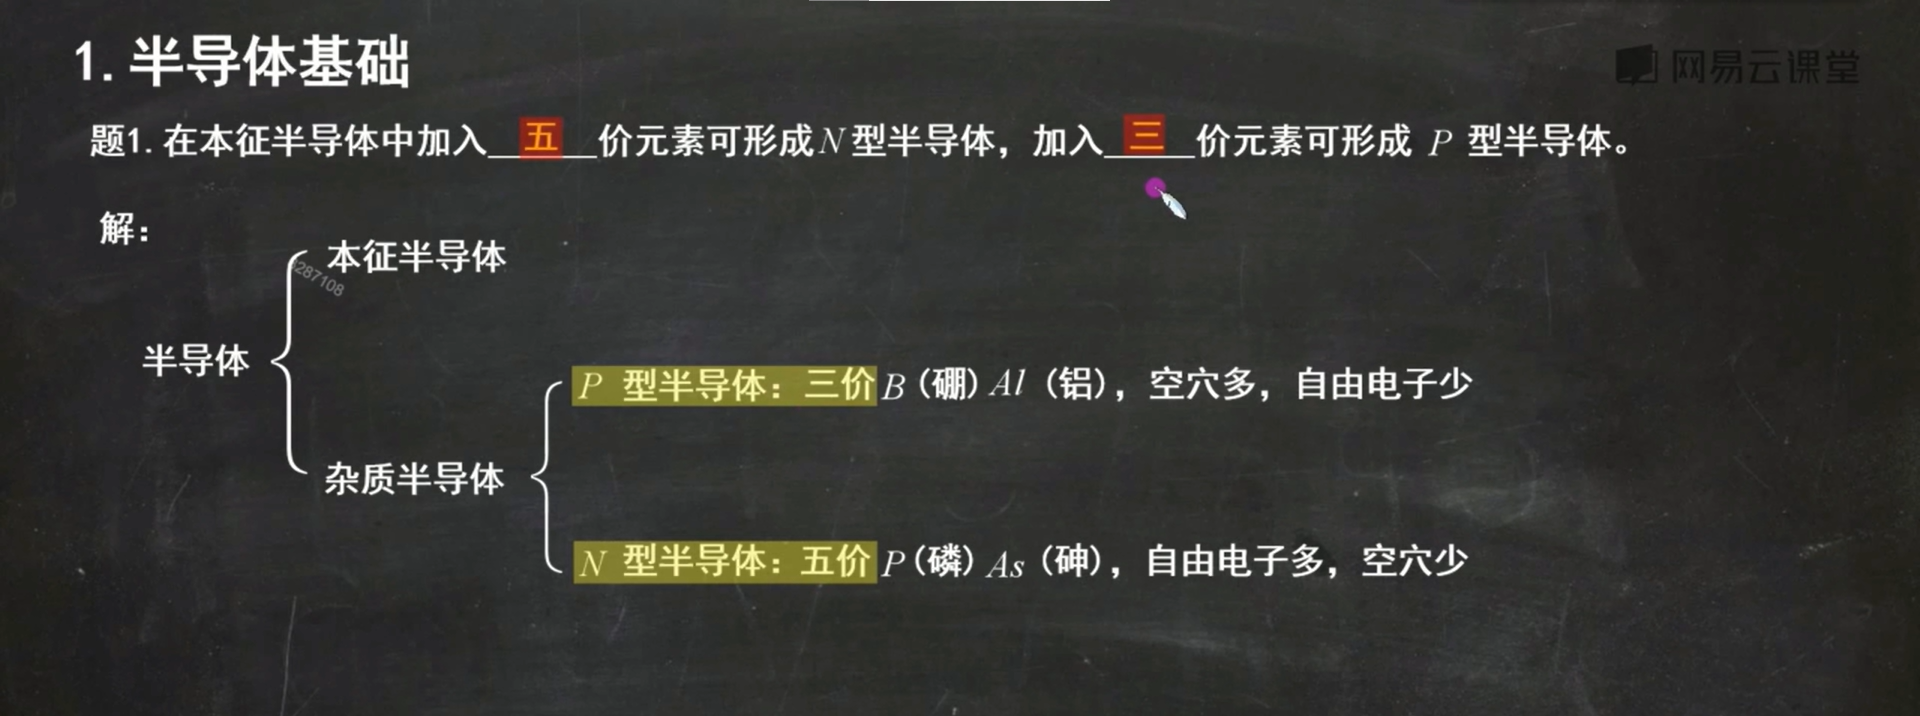 1. 半导体基础
网易云课堂
题1. 在本征半导体中加入 五 价元素可形成N型半导体，加入 三 价元素可形成 P 型半导体。
解：
本征半导体
287108
半导体
P 型半导体：三价B（硼）Al（铝），空穴多，自由电子少
杂质半导体
N 型半导体：五价P（磷）As（砷），自由电子多，空穴少